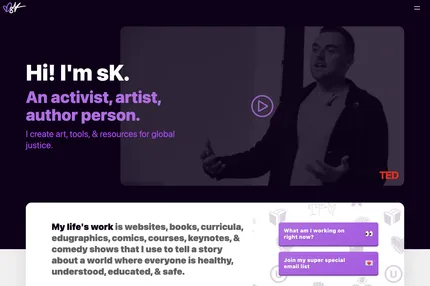 sK
Hi! I'm sK.
An activist, artist,
author person.
I create art, tools, & resources for global
justice.
TED
My life's work is websites, books, curricula,
edugraphics, comics, courses, keynotes, &
comedy shows that I use to tell a story
about a world where everyone is healthy,
understood, educated, & safe.
What am I working on
right now? 👀
Join my super special
email list 💌
U
U